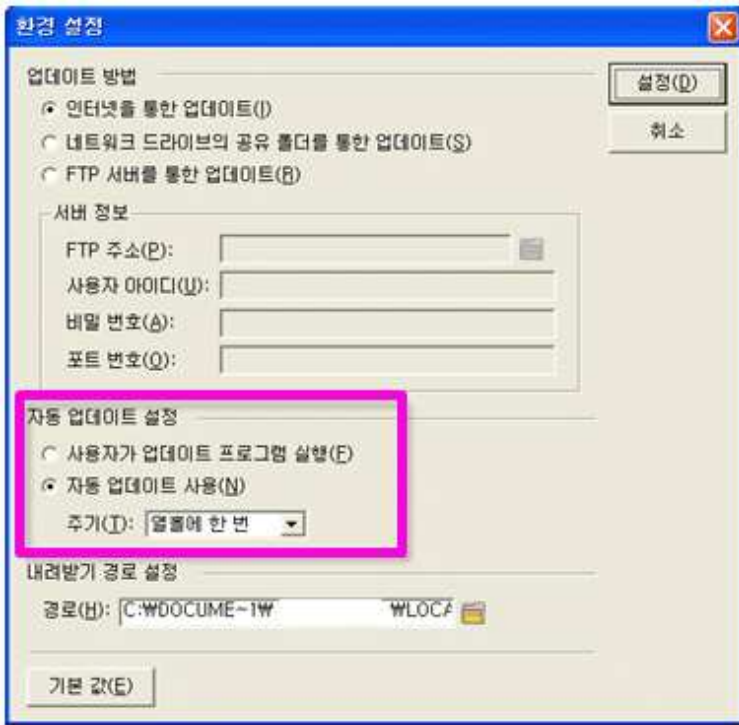 환경 설정
업데이트 방법
인터넷을 통한 업데이트(I)
네트워크 드라이브의 공유 폴더를 통한 업데이트(S)
FTP 서버를 통한 업데이트(R)
설정(D)
취소
서버 정보
FTP 주소(P):
사용자 아이디(U):
비밀 번호(A):
포트 번호(O):
자동 업데이트 설정
사용자가 업데이트 프로그램 실행(F)
자동 업데이트 사용(N)
주기(T): 열흘에 한 번
내려받기 경로 설정
경로(H): C:₩DOCUME~1₩ ₩LOCA
기본 값(E)